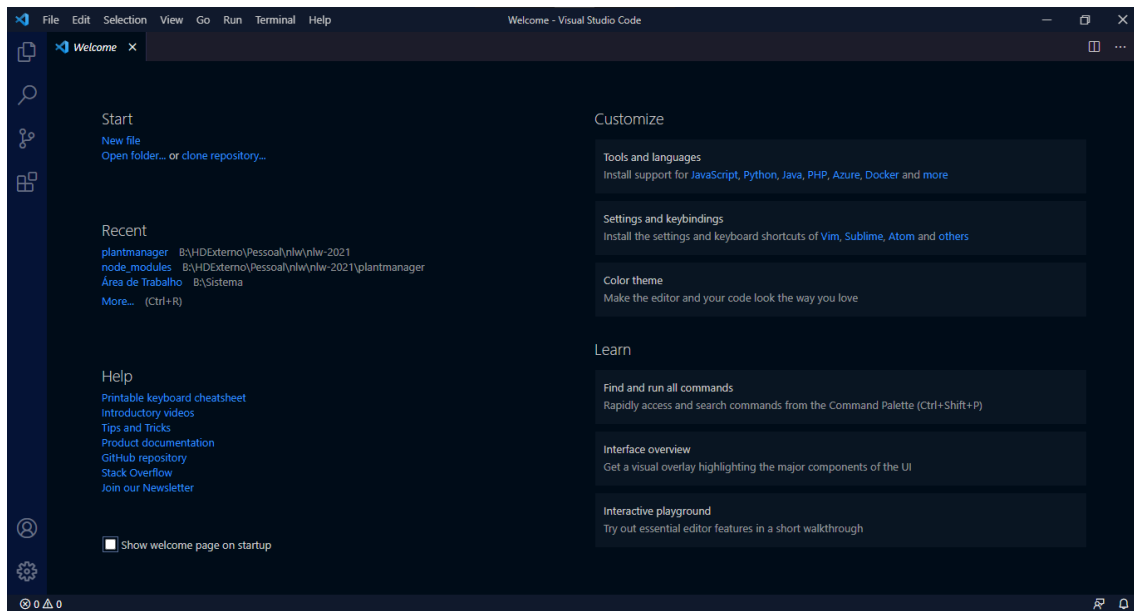 File Edit Selection View Go Run Terminal Help Welcome - Visual Studio Code
Welcome
Start
New file
Open folder... or clone repository...
Recent
plantmanager B:\HDExterno\Pessoal\nlw\nlw-2021
node_modules B:\HDExterno\Pessoal\nlw\nlw-2021\plantmanager
Área de Trabalho B:\Sistema
More... (Ctrl+R)
Help
Printable keyboard cheatsheet
Introductory videos
Tips and Tricks
Product documentation
GitHub repository
Stack Overflow
Join our Newsletter
Show welcome page on startup
Customize
Tools and languages
Install support for JavaScript, Python, Java, PHP, Azure, Docker and more
Settings and keybindings
Install the settings and keyboard shortcuts of Vim, Sublime, Atom and others
Color theme
Make the editor and your code look the way you love
Learn
Find and run all commands
Rapidly access and search commands from the Command Palette (Ctrl+Shift+P)
Interface overview
Get a visual overlay highlighting the major components of the UI
Interactive playground
Try out essential editor features in a short walkthrough
0 0